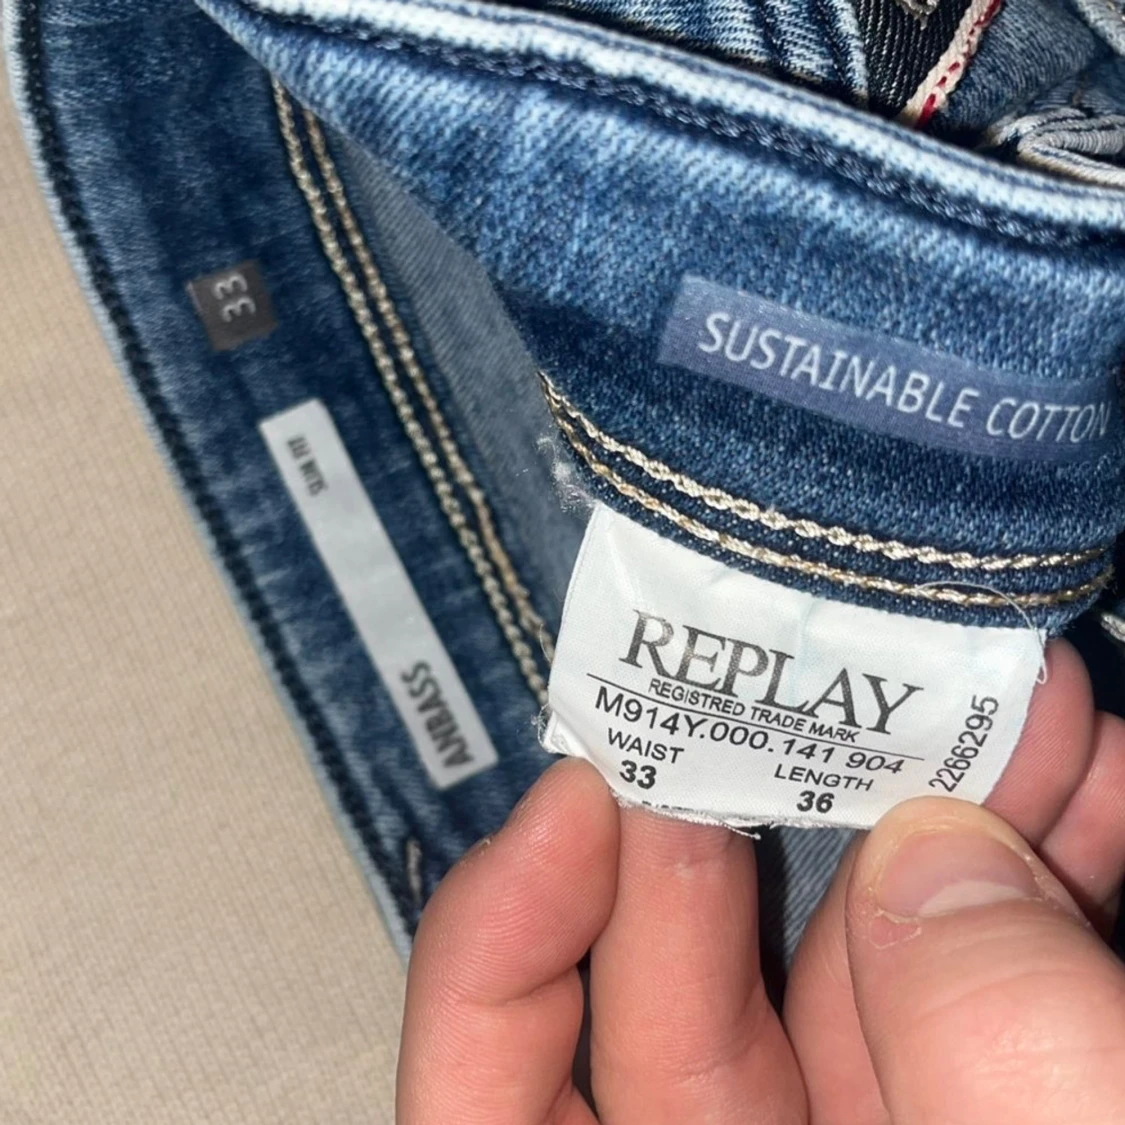 33
SLIM FIT
ANBASS
SUSTAINABLE COTTON
REPLAY
REGISTRED TRADE MARK
M914Y.000.141 904
WAIST
33
LENGTH
36
2266295